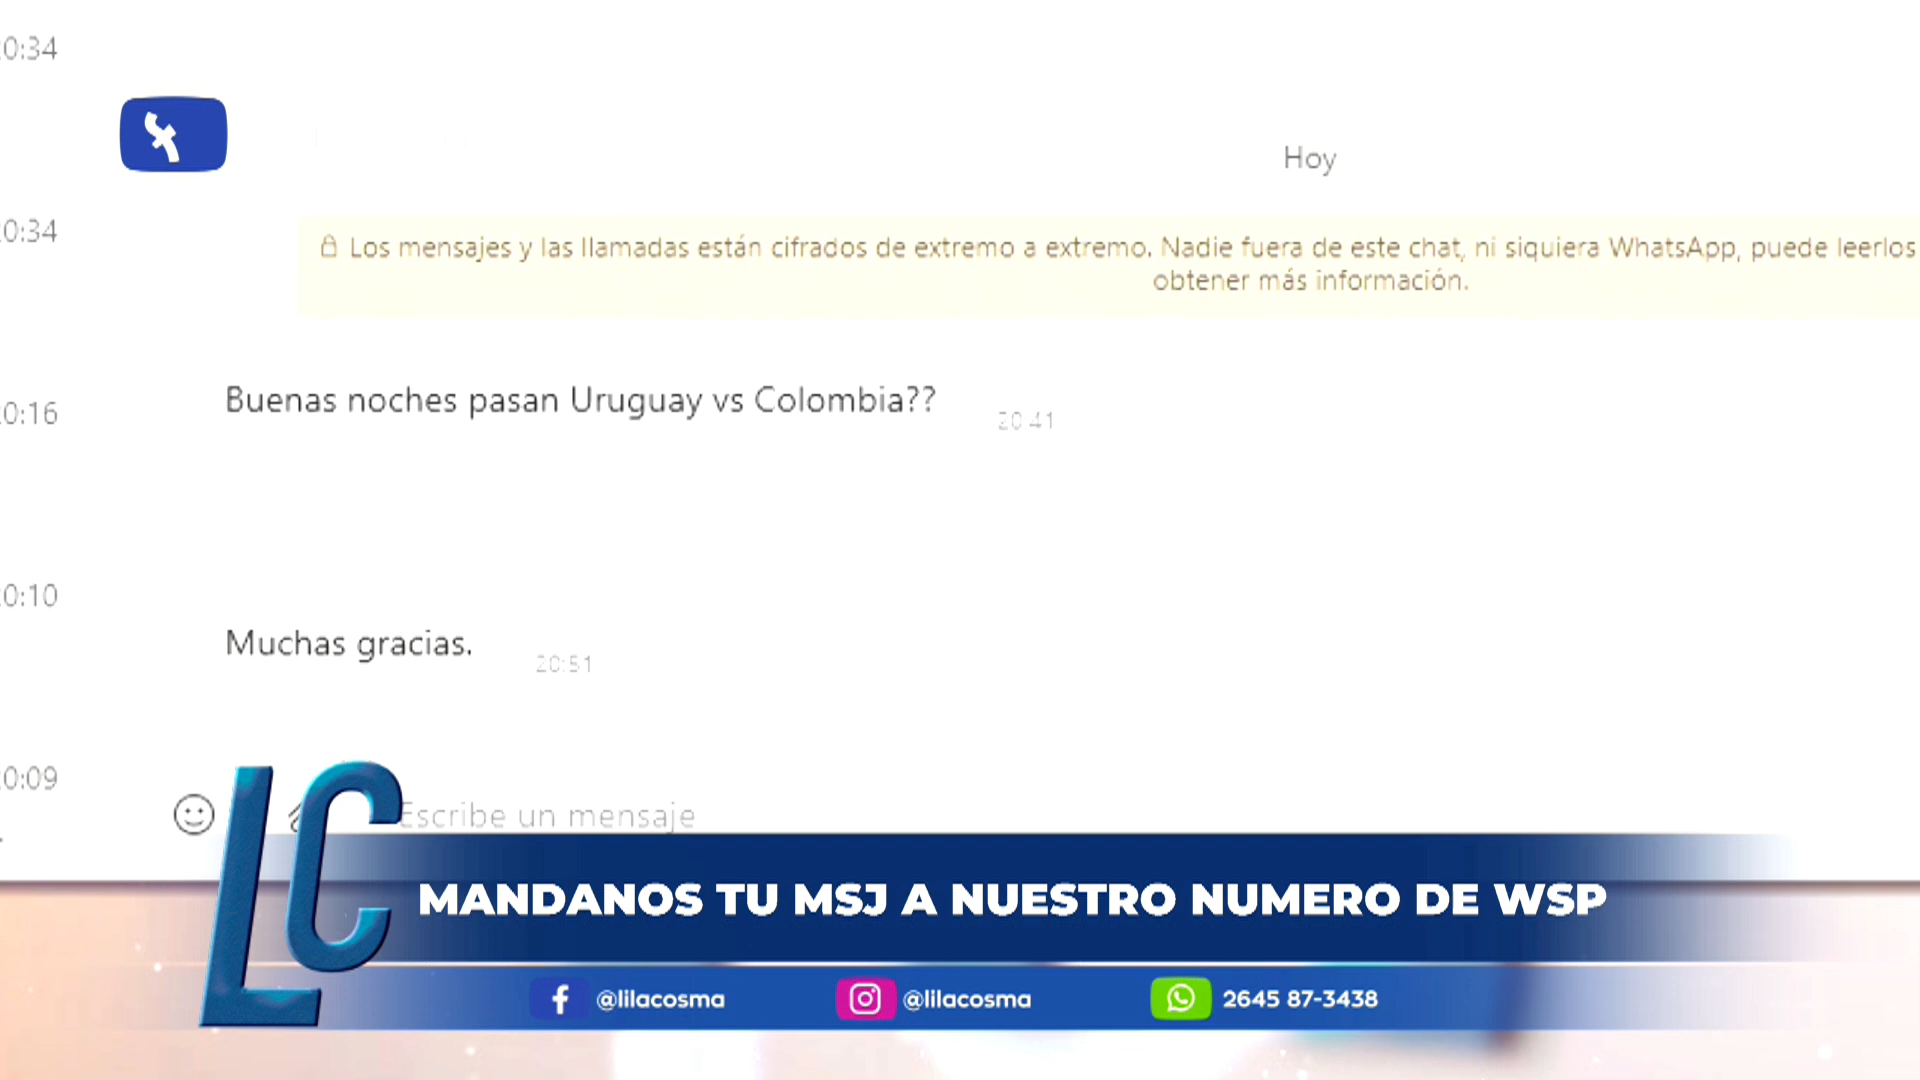 Hoy
Los mensajes y las llamadas están cifrados de extremo a extremo. Nadie fuera de este chat, ni siquiera WhatsApp, puede leerlos
obtener más información.
Buenas noches pasan Uruguay vs Colombia??
20:41
Muchas gracias.
20:51
Escribe un mensaje
0:34
0:34
0:16
0:10
0:09
LC
MANDANOS TU MSJ A NUESTRO NUMERO DE WSP
@lilacosma
@lilacosma
2645 87-3438